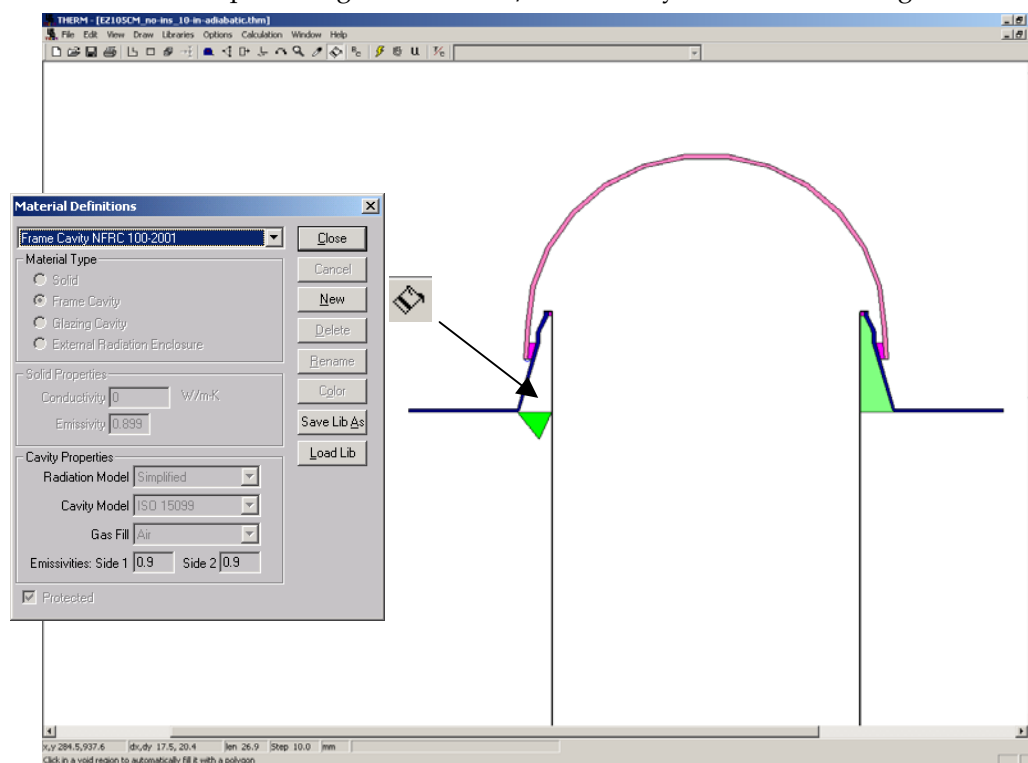 THERM - [E2105CM_no-ins_10-in-adiabatic.thm]
File Edit View Draw Libraries Options Calculation Window Help
Material Definitions
Frame Cavity NFRC 100-2001
Close
Material Type
Cancel
Solid
New
Frame Cavity
Delete
Glazing Cavity
Rename
External Radiation Enclosure
Solid Properties
Color
Conductivity 0 W/m-K
Emissivity 0.899
Save Lib As
Load Lib
Cavity Properties
Radiation Model Simplified
Cavity Model ISO 15099
Gas Fill Air
Emissivities: Side 1 0.9 Side 2 0.9
Protected
x,y 284.5,937.6 dx,dy 17.5, 20.4 len 26.9 Step 10.0 mm
Click in a void region to automatically fill it with a polygon